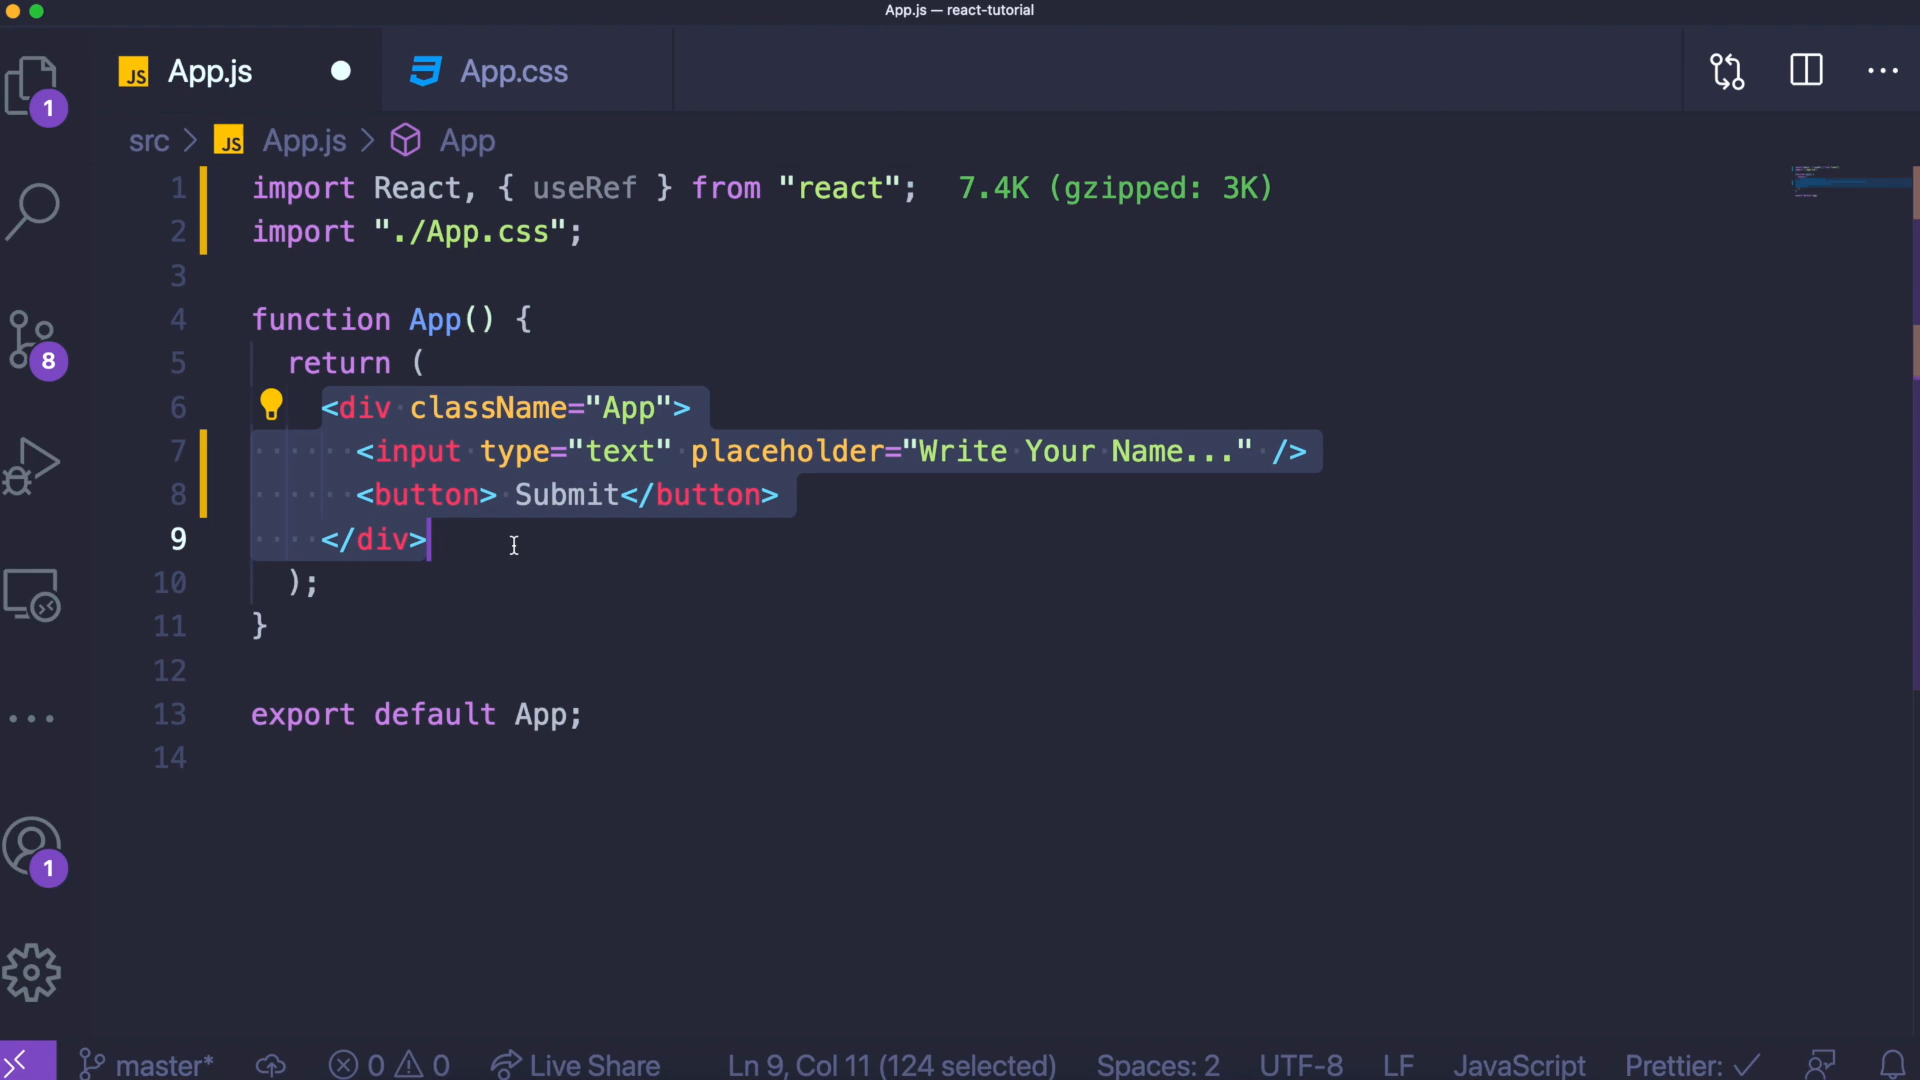 App.js — react-tutorial
JS App.js App.css
1
src > JS App.js > App
1 import React, { useRef } from "react"; 7.4K (gzipped: 3K)
2 import "./App.css";
3
4 function App() {
5 return (
8
6 <div className="App">
7 <input type="text" placeholder="Write Your Name..." />
8 <button> Submit</button>
9 </div>
10 );
11 }
12
13 export default App;
14
1
master* 0 0 Live Share Ln 9, Col 11 (124 selected) Spaces: 2 UTF-8 LF JavaScript Prettier: ✓